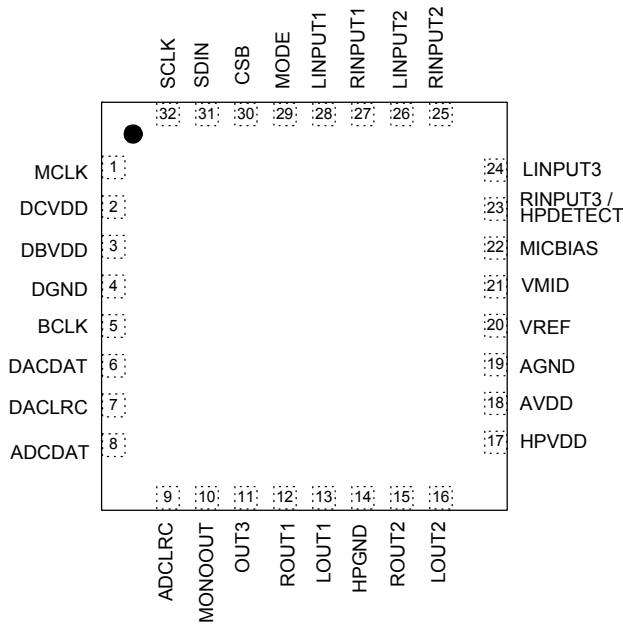 SCLK
SDIN
CSB
MODE
LINPUT1
RINPUT1
LINPUT2
RINPUT2
32
31
30
29
28
27
26
25
MCLK 1
DCVDD 2
DBVDD 3
DGND 4
BCLK 5
DACDAT 6
DACLRC 7
ADCDAT 8
24 LINPUT3
23 RINPUT3 /
HPDETECT
22 MICBIAS
21 VMID
20 VREF
19 AGND
18 AVDD
17 HPVDD
9
10
11
12
13
14
15
16
ADCLRC
MONOOUT
OUT3
ROUT1
LOUT1
HPGND
ROUT2
LOUT2